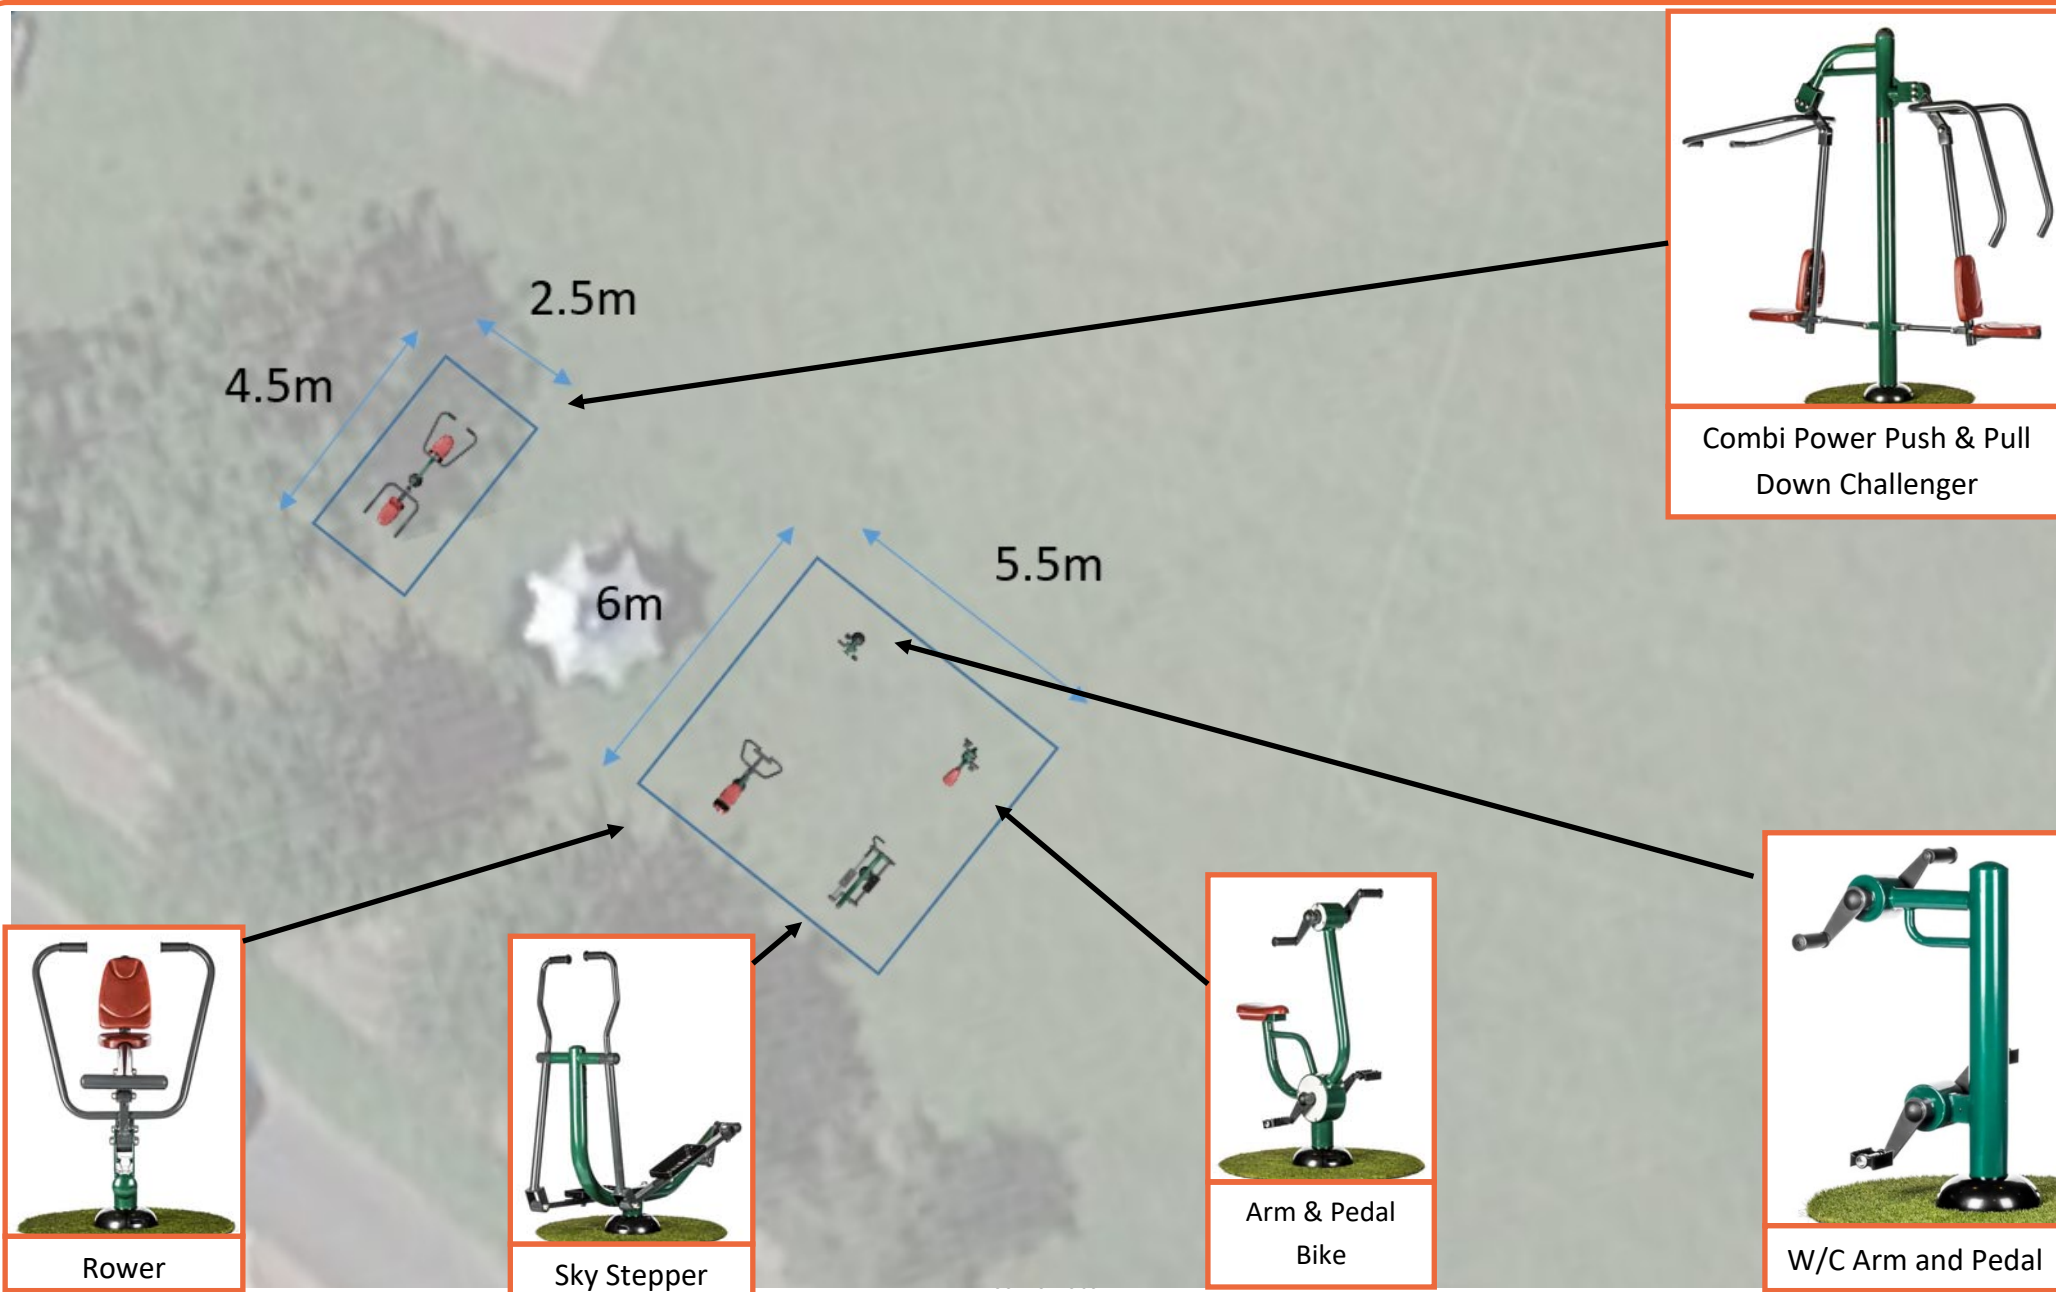 2.5m
4.5m
Combi Power Push & Pull
Down Challenger
5.5m
6m
Rower
Sky Stepper
Arm & Pedal
Bike
W/C Arm and Pedal